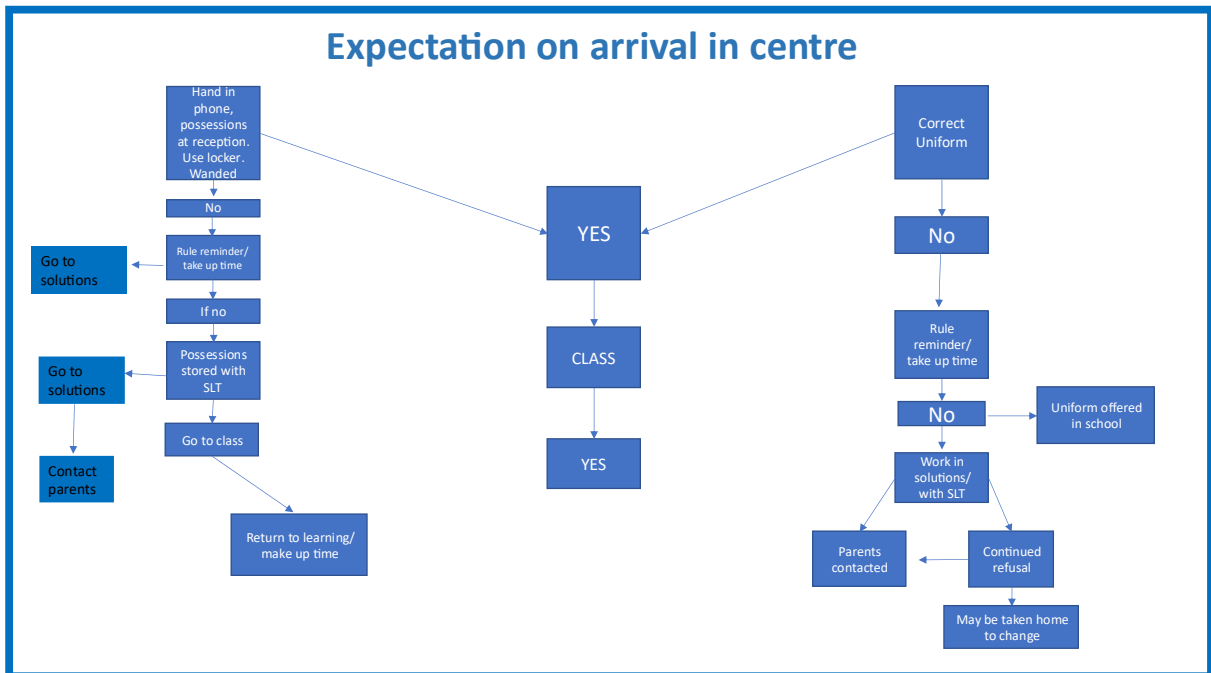 Expectation on arrival in centre
Hand in
phone,
possessions
at reception.
Use locker.
Wanded
No
Rule reminder/
take up time
Go to
solutions
If no
Possessions
stored with
SLT
Go to
solutions
Go to class
Contact
parents
Return to learning/
make up time
YES
CLASS
YES
Correct
Uniform
No
Rule
reminder/
take up time
No
Uniform offered
in school
Work in
solutions/
with SLT
Parents
contacted
Continued
refusal
May be taken home
to change